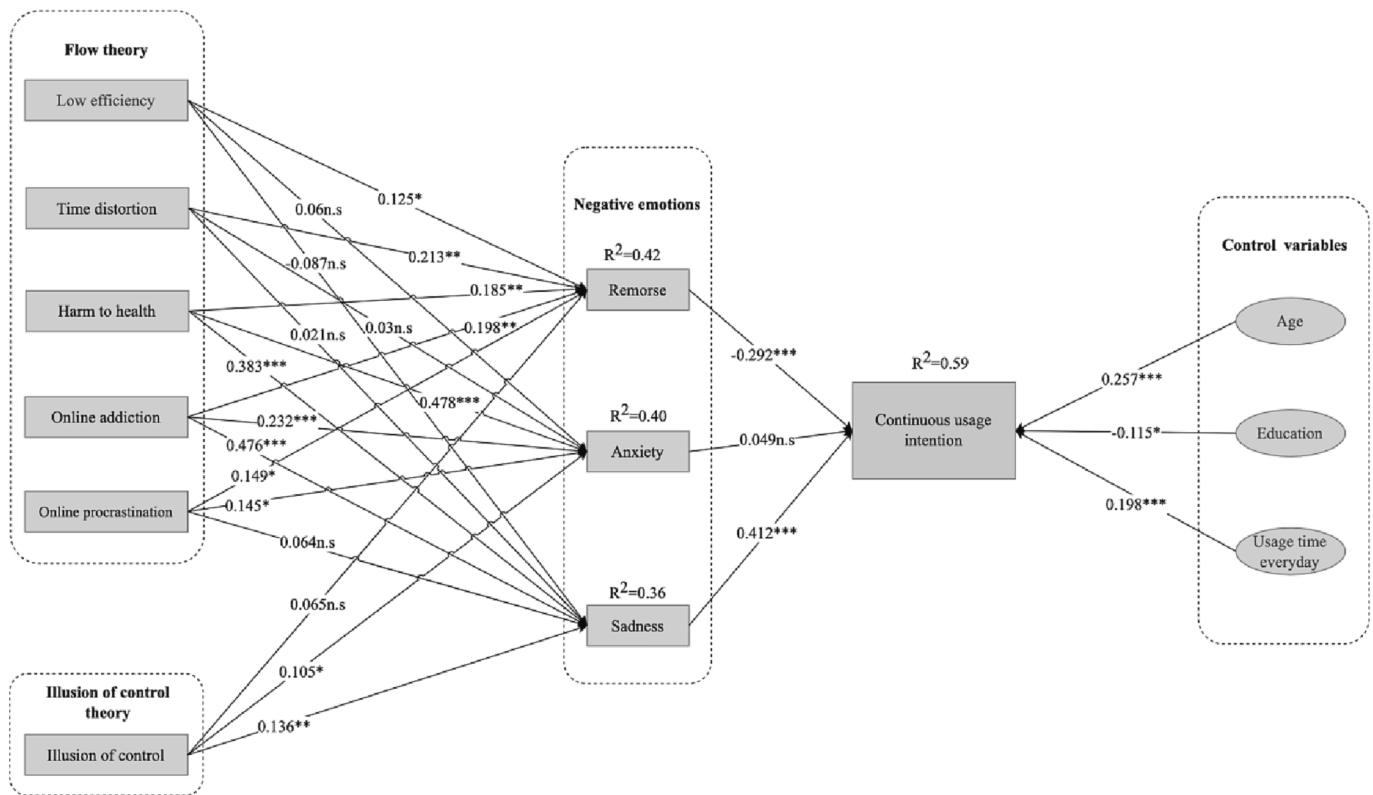 Flow theory
Low efficiency
Time distortion
Harm to health
Online addiction
Online procrastination
Illusion of control
theory
Illusion of control
0.125*
0.06n.s
0.213**
-0.087n.s
0.185**
0.021n.s
0.03n.s
0.198**
0.383***
0.478***
0.232***
0.476***
0.149*
0.145*
0.064n.s
0.065n.s
0.105*
0.136**
Negative emotions
R²=0.42
Remorse
R²=0.40
Anxiety
R²=0.36
Sadness
-0.292***
0.049n.s
0.412***
R²=0.59
Continuous usage
intention
0.257***
-0.115*
0.198***
Control variables
Age
Education
Usage time
everyday